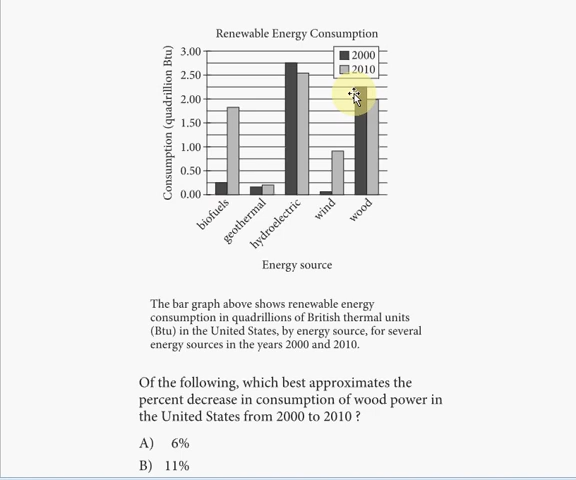 Renewable Energy Consumption
Consumption (quadrillion Btu)
3.00
2.50
2.00
1.50
1.00
0.50
0.00
2000
2010
biofuels
geothermal
hydroelectric
wind
wood
Energy source
The bar graph above shows renewable energy
consumption in quadrillions of British thermal units
(Btu) in the United States, by energy source, for several
energy sources in the years 2000 and 2010.
Of the following, which best approximates the
percent decrease in consumption of wood power in
the United States from 2000 to 2010 ?
A) 6%
B) 11%